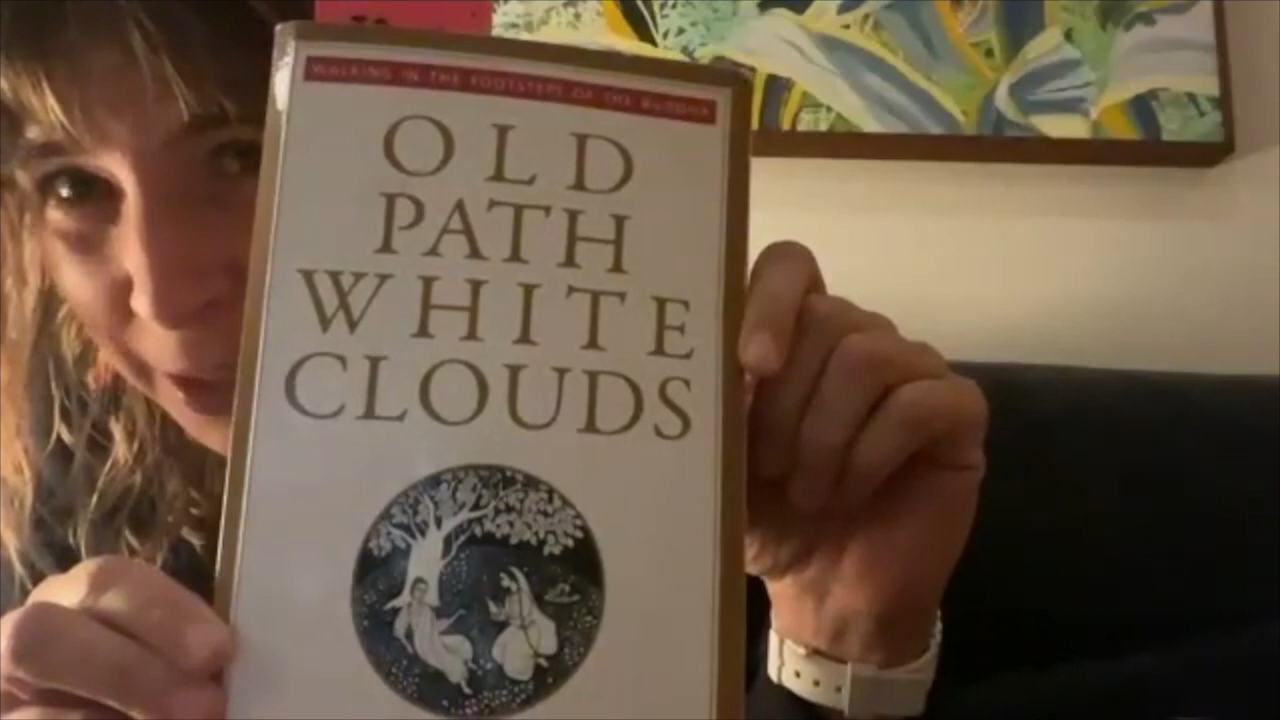 WALKING IN THE FOOTSTEPS OF THE BUDDHA
OLD
PATH
WHITE
CLOUDS